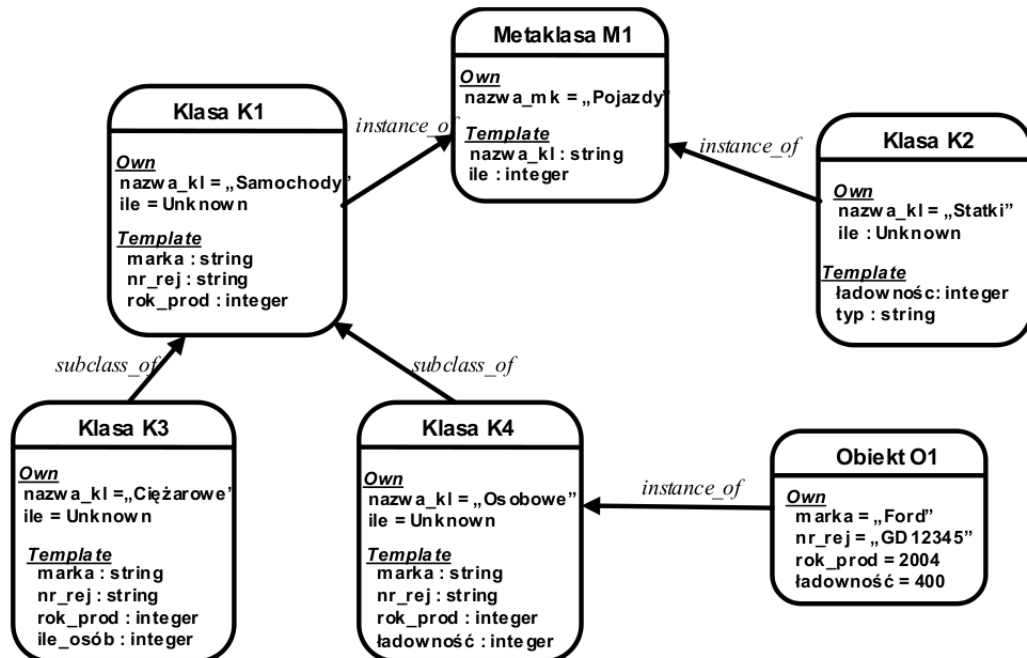 Metaklasa M1
Own
nazwa_mk = „Pojazdy”
Template
nazwa_kl : string
ile : integer
Klasa K1
Own
nazwa_kl = „Samochody”
ile = Unknown
Template
marka : string
nr_rej : string
rok_prod : integer
instance_of
instance_of
Klasa K2
Own
nazwa_kl = „Statki”
ile : Unknown
Template
ładownośc: integer
typ : string
subclass_of
subclass_of
Klasa K3
Own
nazwa_kl =„Ciężarowe”
ile = Unknown
Template
marka : string
nr_rej : string
rok_prod : integer
ile_osób : integer
Klasa K4
Own
nazwa_kl = „Osobowe”
ile = Unknown
Template
marka : string
nr_rej : string
rok_prod : integer
ładowność : integer
instance_of
Obiekt O1
Own
marka = „Ford”
nr_rej = „GD12345”
rok_prod = 2004
ładowność = 400